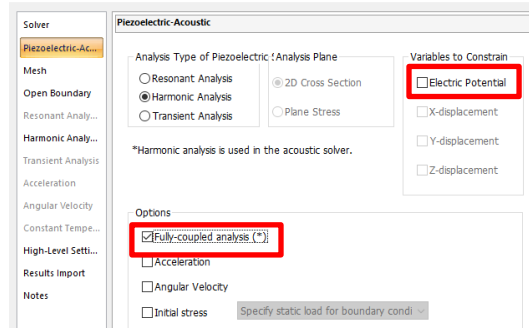 Solver
Piezoelectric-Ac...
Mesh
Open Boundary
Resonant Analy...
Harmonic Analy...
Transient Analysis
Acceleration
Angular Velocity
Constant Tempe...
High-Level Setti...
Results Import
Notes
Piezoelectric-Acoustic
Analysis Type of Piezoelectric S
Resonant Analysis
Harmonic Analysis
Transient Analysis
Analysis Plane
2D Cross Section
Plane Stress
Variables to Constrain
Electric Potential
X-displacement
Y-displacement
Z-displacement
*Harmonic analysis is used in the acoustic solver.
Options
Fully-coupled analysis (*)
Acceleration
Angular Velocity
Initial stress
Specify static load for boundary condi